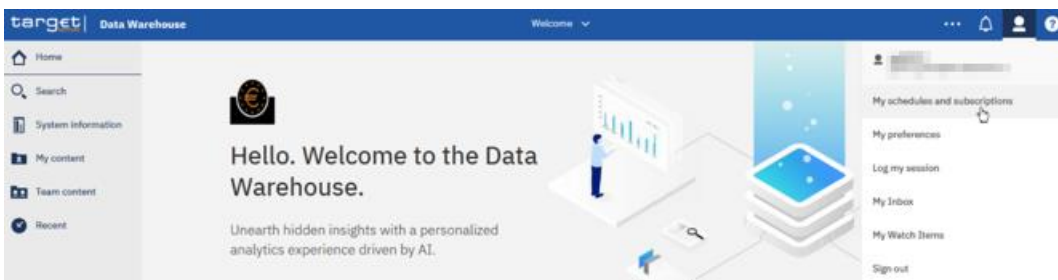 target | Data Warehouse
Welcome
Home
Search
System information
My content
Team content
Recent
Hello. Welcome to the Data
Warehouse.
Unearth hidden insights with a personalized
analytics experience driven by AI.
My schedules and subscriptions
My preferences
Log my session
My Inbox
My Watch Items
Sign out